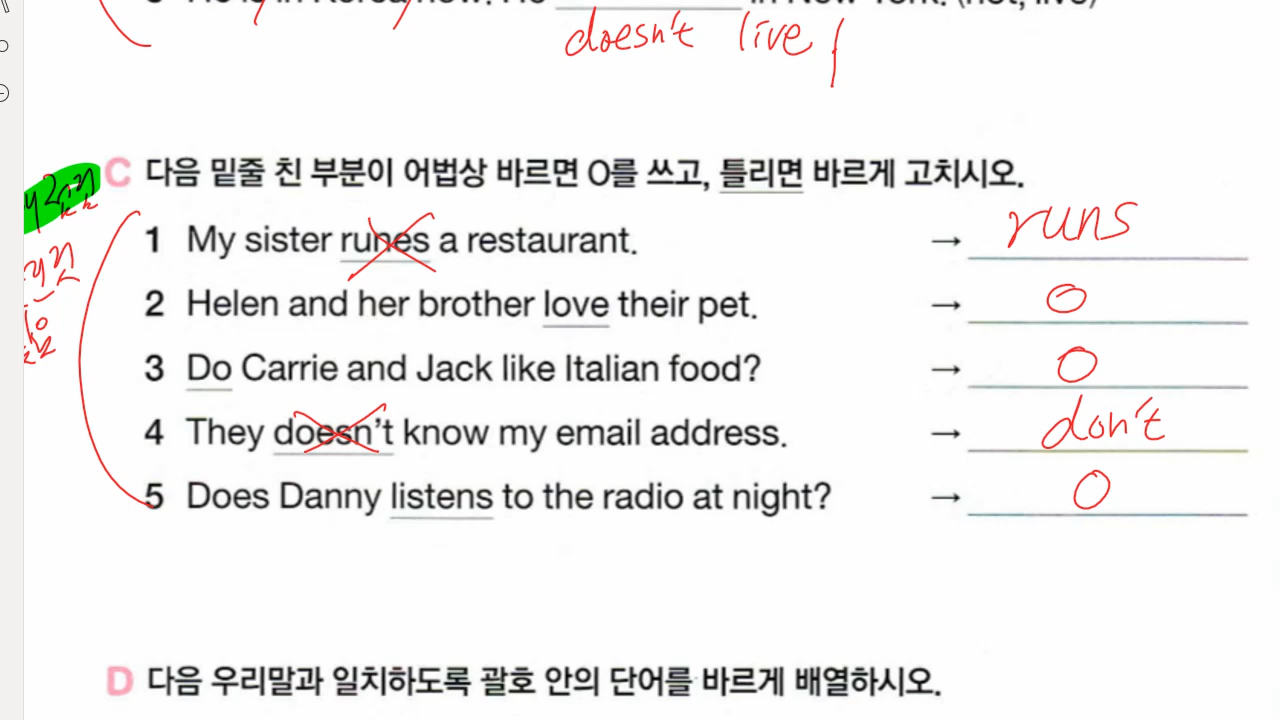 in New York. (not, live)
doesn't live
C 다음 밑줄 친 부분이 어법상 바르면 O를 쓰고, 틀리면 바르게 고치시오.
1 My sister runes a restaurant. → runs
2 Helen and her brother love their pet. → O
3 Do Carrie and Jack like Italian food? → O
4 They doesn't know my email address. → don't
5 Does Danny listens to the radio at night? → O
D 다음 우리말과 일치하도록 괄호 안의 단어를 바르게 배열하시오.